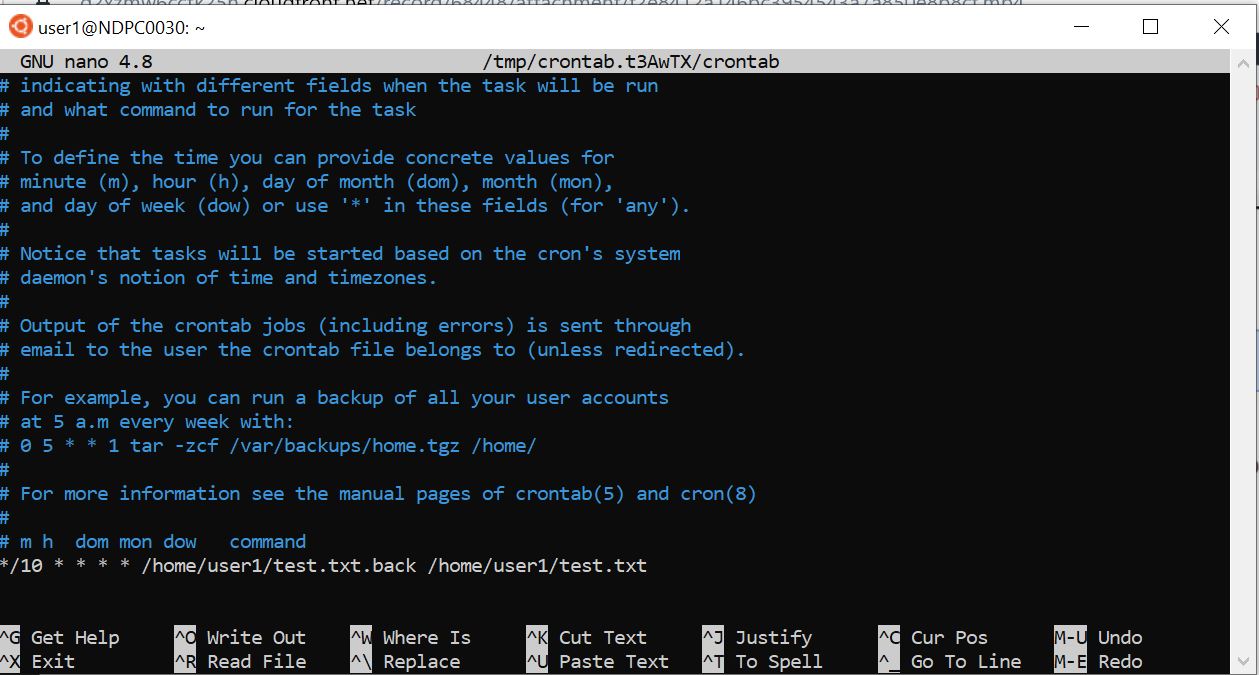 user1@NDPC0030: ~
GNU nano 4.8 /tmp/crontab.t3AwTX/crontab
# indicating with different fields when the task will be run
# and what command to run for the task
#
# To define the time you can provide concrete values for
# minute (m), hour (h), day of month (dom), month (mon),
# and day of week (dow) or use '*' in these fields (for 'any').
#
# Notice that tasks will be started based on the cron's system
# daemon's notion of time and timezones.
#
# Output of the crontab jobs (including errors) is sent through
# email to the user the crontab file belongs to (unless redirected).
#
# For example, you can run a backup of all your user accounts
# at 5 a.m every week with:
# 0 5 * * 1 tar -zcf /var/backups/home.tgz /home/
#
# For more information see the manual pages of crontab(5) and cron(8)
#
# m h  dom mon dow   command
*/10 * * * * /home/user1/test.txt.back /home/user1/test.txt
^G Get Help ^O Write Out ^W Where Is ^K Cut Text ^J Justify ^C Cur Pos M-U Undo
^X Exit ^R Read File ^\ Replace ^U Paste Text ^T To Spell ^_ Go To Line M-E Redo